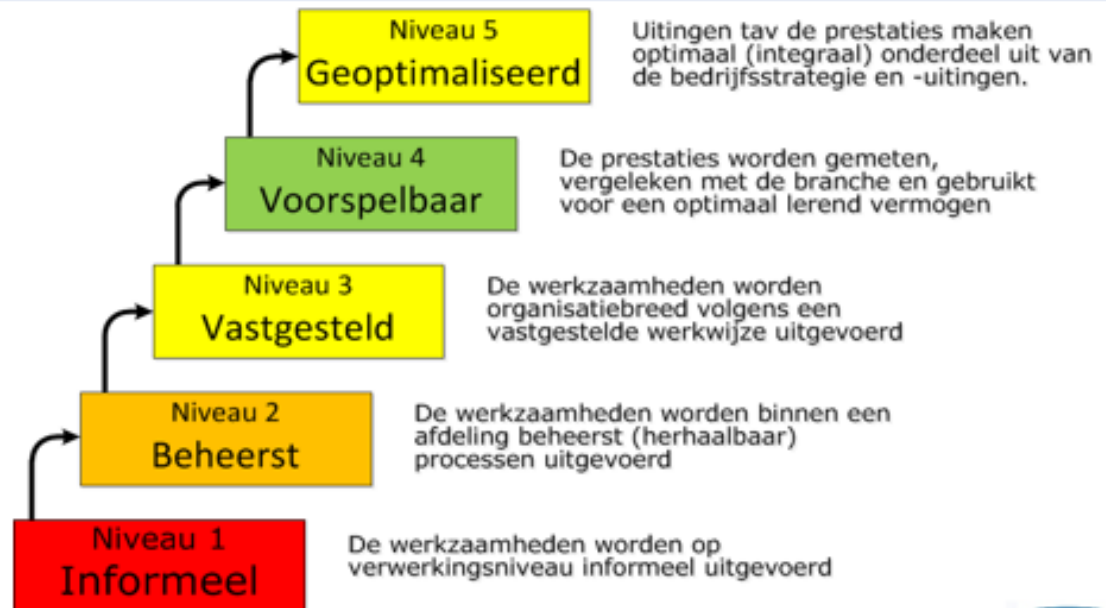 Niveau 5
Geoptimaliseerd
Uitingen tav de prestaties maken
optimaal (integraal) onderdeel uit van
de bedrijfsstrategie en -uitingen.
Niveau 4
Voorspelbaar
De prestaties worden gemeten,
vergeleken met de branche en gebruikt
voor een optimaal lerend vermogen
Niveau 3
Vastgesteld
De werkzaamheden worden
organisatiebreed volgens een
vastgestelde werkwijze uitgevoerd
Niveau 2
Beheerst
De werkzaamheden worden binnen een
afdeling beheerst (herhaalbaar)
processen uitgevoerd
Niveau 1
Informeel
De werkzaamheden worden op
verwerkingsniveau informeel uitgevoerd